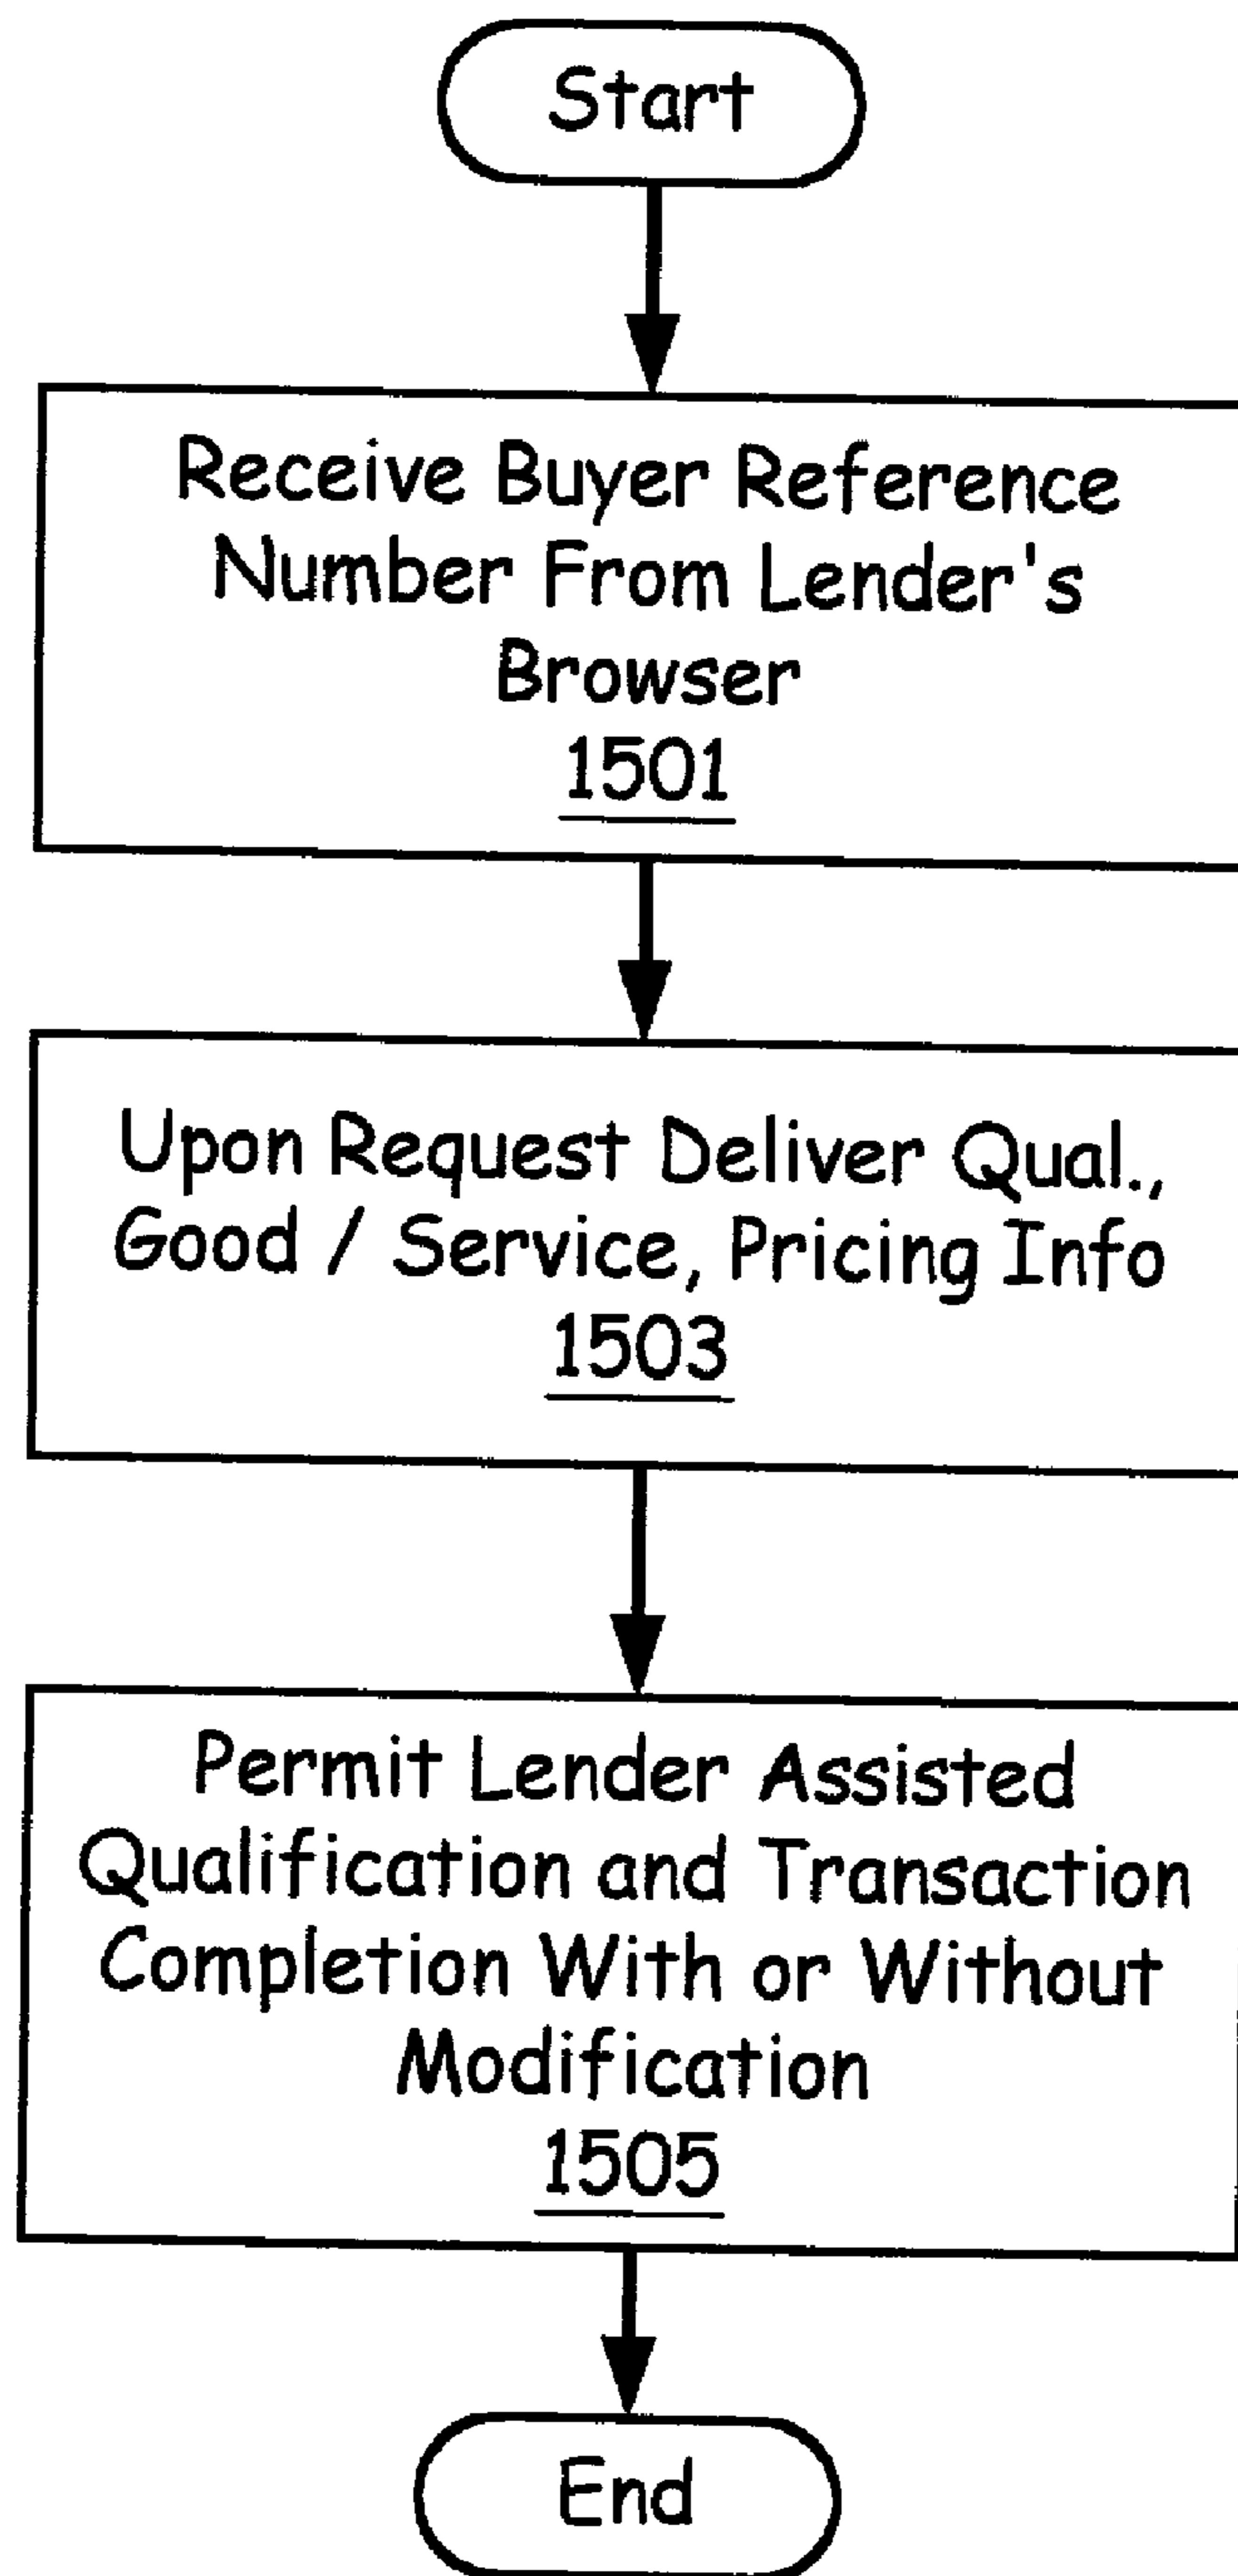 Start
Receive Buyer Reference
Number From Lender's
Browser
1501
Upon Request Deliver Qual.,
Good / Service, Pricing Info
1503
Permit Lender Assisted
Qualification and Transaction
Completion With or Without
Modification
1505
End